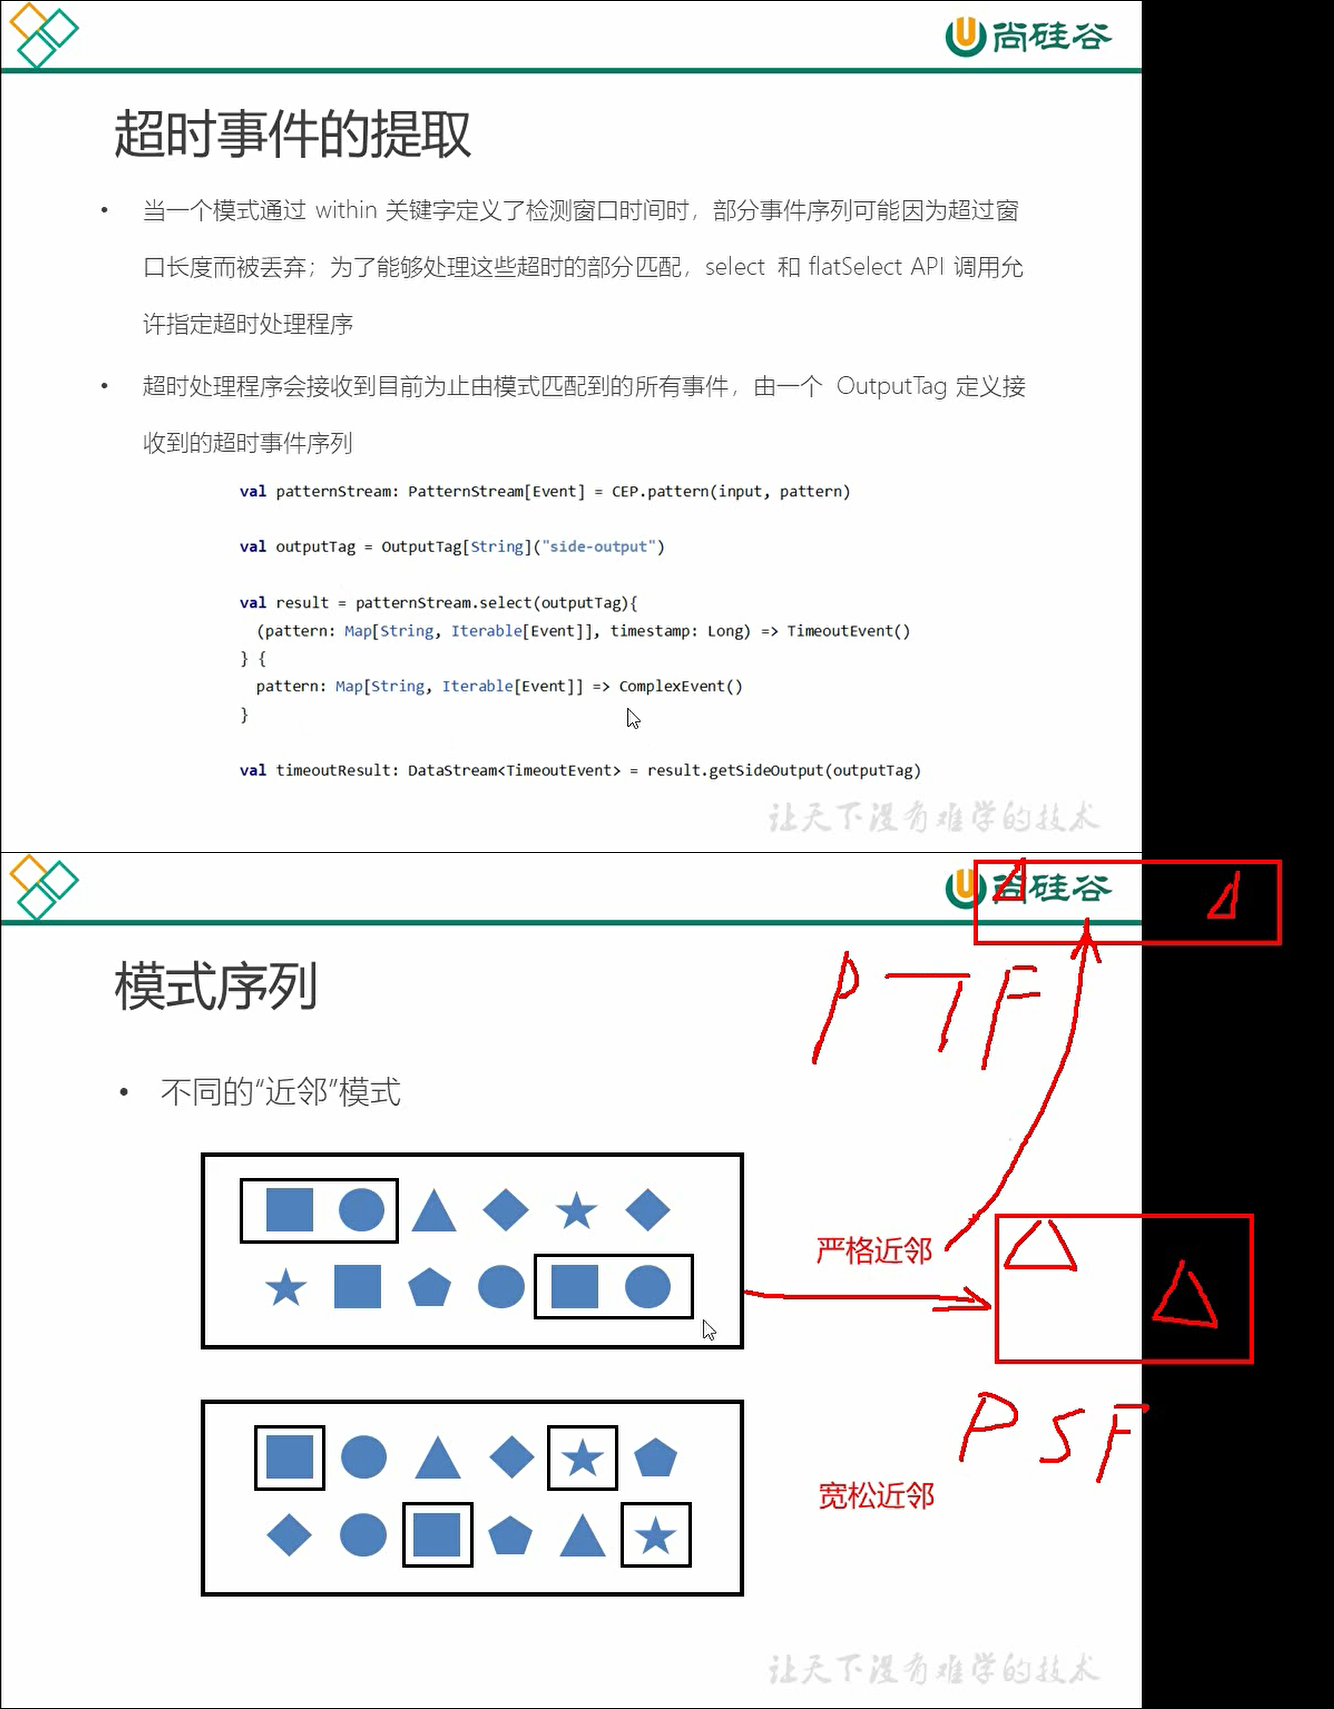 尚硅谷
超时事件的提取
• 当一个模式通过 within 关键字定义了检测窗口时间时，部分事件序列可能因为超过窗
口长度而被丢弃；为了能够处理这些超时的部分匹配，select 和 flatSelect API 调用允
许指定超时处理程序
• 超时处理程序会接收到目前为止由模式匹配到的所有事件，由一个 OutputTag 定义接
收到的超时事件序列
val patternStream: PatternStream[Event] = CEP.pattern(input, pattern)
val outputTag = OutputTag[String]("side-output")
val result = patternStream.select(outputTag){
(pattern: Map[String, Iterable[Event]], timestamp: Long) => TimeoutEvent()
} {
pattern: Map[String, Iterable[Event]] => ComplexEvent()
}
val timeoutResult: DataStream<TimeoutEvent> = result.getSideOutput(outputTag)
让天下没有难学的技术
尚硅谷
模式序列
PTF
• 不同的“近邻”模式
严格近邻
PSF
宽松近邻
让天下没有难学的技术